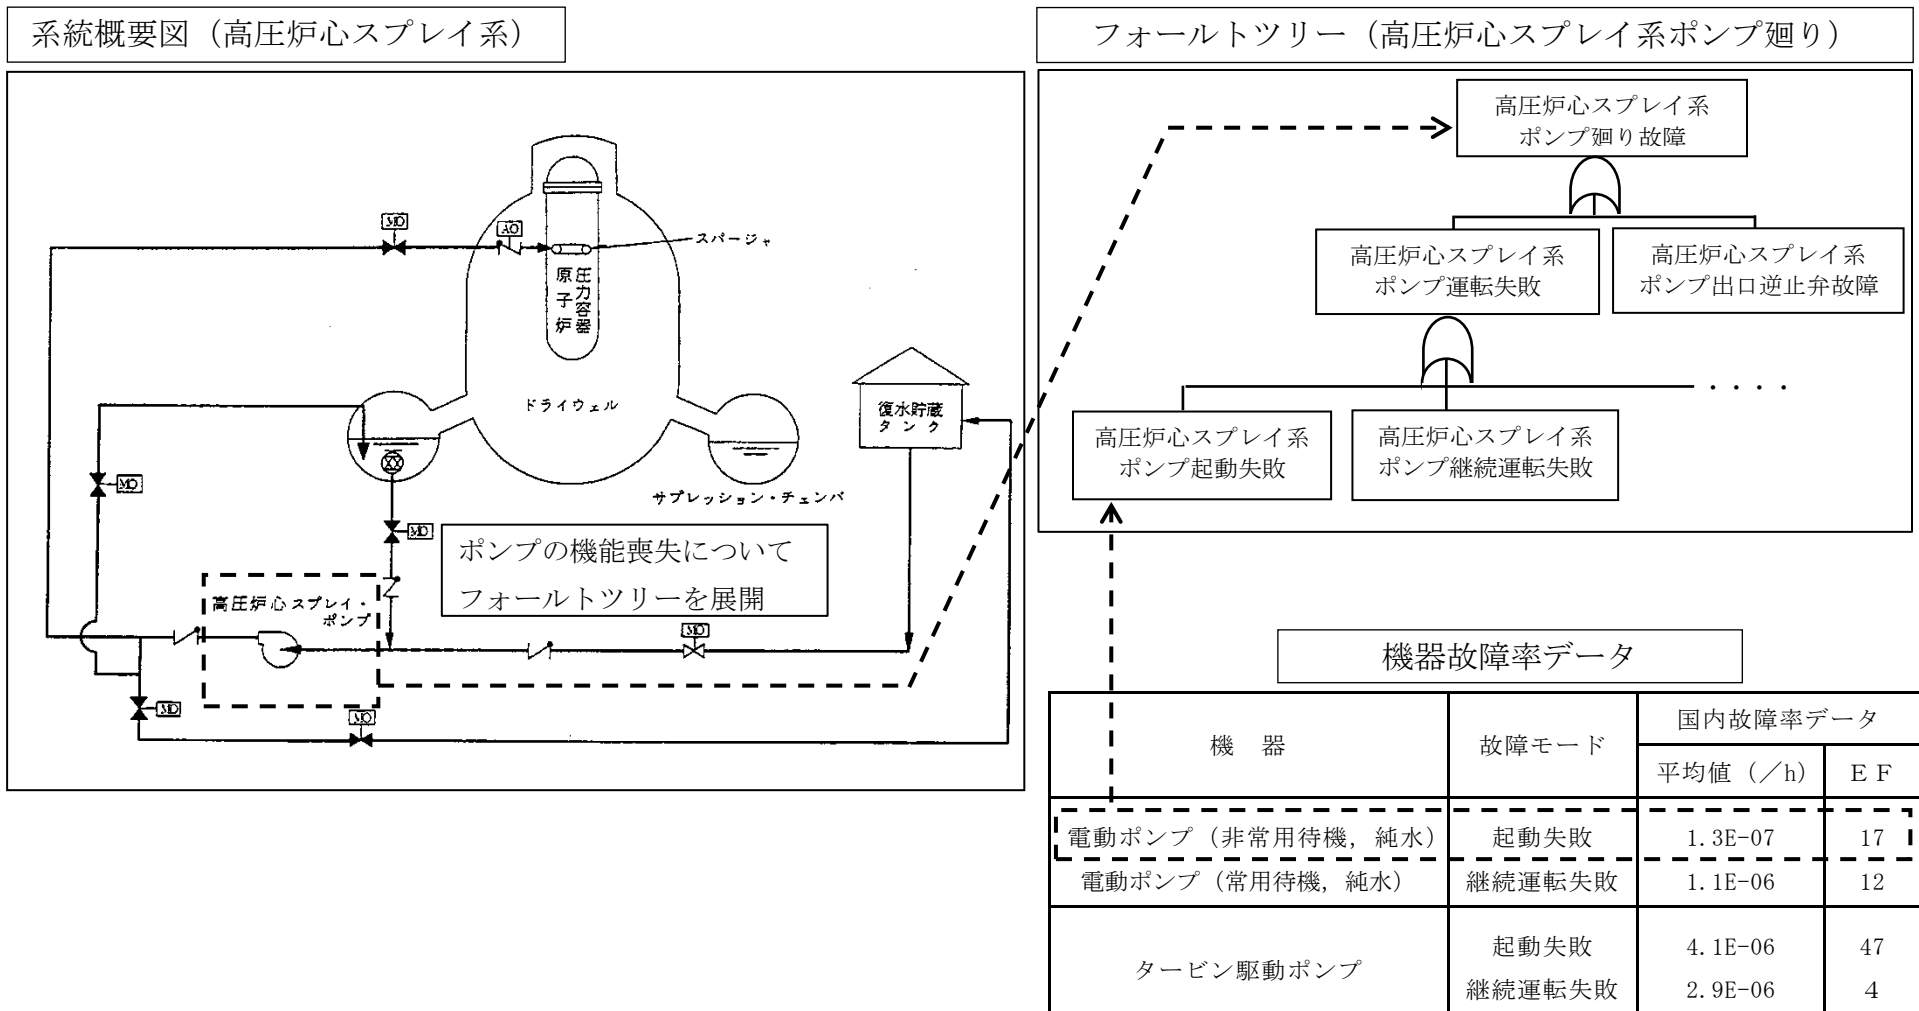 系統概要図（高圧炉心スプレイ系）
MO
AO
スパージャ
原子炉
圧力容器
ドライウェル
復水貯蔵
タンク
サプレッション・チェンバ
MO
MO
ポンプの機能喪失について
フォールトツリーを展開
高圧炉心スプレイ・
ポンプ
MO
MO
MO
フォールトツリー（高圧炉心スプレイ系ポンプ廻り）
高圧炉心スプレイ系
ポンプ廻り故障
高圧炉心スプレイ系
ポンプ運転失敗
高圧炉心スプレイ系
ポンプ出口逆止弁故障
・・・・
高圧炉心スプレイ系
ポンプ起動失敗
高圧炉心スプレイ系
ポンプ継続運転失敗
機器故障率データ
機　器 故障モード 国内故障率データ
平均値（／h） ＥＦ
電動ポンプ（非常用待機，純水） 起動失敗 1.3E-07 17
電動ポンプ（常用待機，純水） 継続運転失敗 1.1E-06 12
タービン駆動ポンプ
起動失敗 4.1E-06 47
継続運転失敗 2.9E-06 4